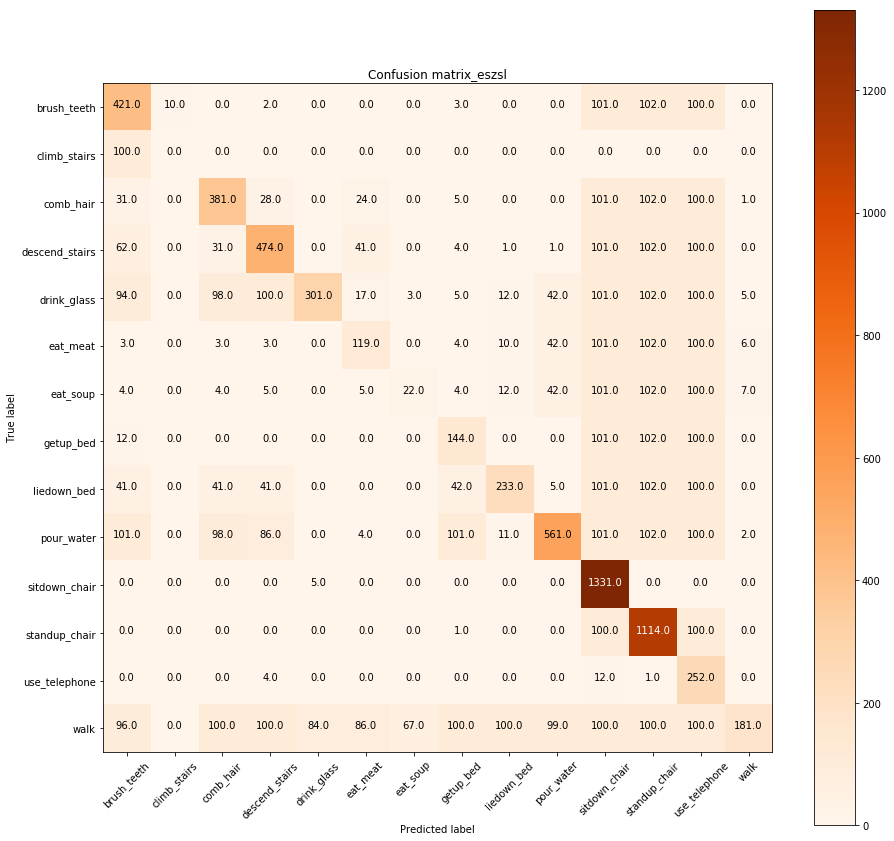 Confusion matrix_eszsl
brush_teeth 421.0 10.0 0.0 2.0 0.0 0.0 0.0 3.0 0.0 0.0 101.0 102.0 100.0 0.0
climb_stairs 100.0 0.0 0.0 0.0 0.0 0.0 0.0 0.0 0.0 0.0 0.0 0.0 0.0 0.0
comb_hair 31.0 0.0 381.0 28.0 0.0 24.0 0.0 5.0 0.0 0.0 101.0 102.0 100.0 1.0
descend_stairs 62.0 0.0 31.0 474.0 0.0 41.0 0.0 4.0 1.0 1.0 101.0 102.0 100.0 0.0
drink_glass 94.0 0.0 98.0 100.0 301.0 17.0 3.0 5.0 12.0 42.0 101.0 102.0 100.0 5.0
eat_meat 3.0 0.0 3.0 3.0 0.0 119.0 0.0 4.0 10.0 42.0 101.0 102.0 100.0 6.0
eat_soup 4.0 0.0 4.0 5.0 0.0 5.0 22.0 4.0 12.0 42.0 101.0 102.0 100.0 7.0
getup_bed 12.0 0.0 0.0 0.0 0.0 0.0 0.0 144.0 0.0 0.0 101.0 102.0 100.0 0.0
liedown_bed 41.0 0.0 41.0 41.0 0.0 0.0 0.0 42.0 233.0 5.0 101.0 102.0 100.0 0.0
pour_water 101.0 0.0 98.0 86.0 0.0 4.0 0.0 101.0 11.0 561.0 101.0 102.0 100.0 2.0
sitdown_chair 0.0 0.0 0.0 0.0 5.0 0.0 0.0 0.0 0.0 0.0 1331.0 0.0 0.0 0.0
standup_chair 0.0 0.0 0.0 0.0 0.0 0.0 0.0 1.0 0.0 0.0 100.0 1114.0 100.0 0.0
use_telephone 0.0 0.0 0.0 4.0 0.0 0.0 0.0 0.0 0.0 0.0 12.0 1.0 252.0 0.0
walk 96.0 0.0 100.0 100.0 84.0 86.0 67.0 100.0 100.0 99.0 100.0 100.0 100.0 181.0
True label
brush_teeth climb_stairs comb_hair descend_stairs drink_glass eat_meat eat_soup getup_bed liedown_bed pour_water sitdown_chair standup_chair use_telephone walk
Predicted label
1200
1000
800
600
400
200
0